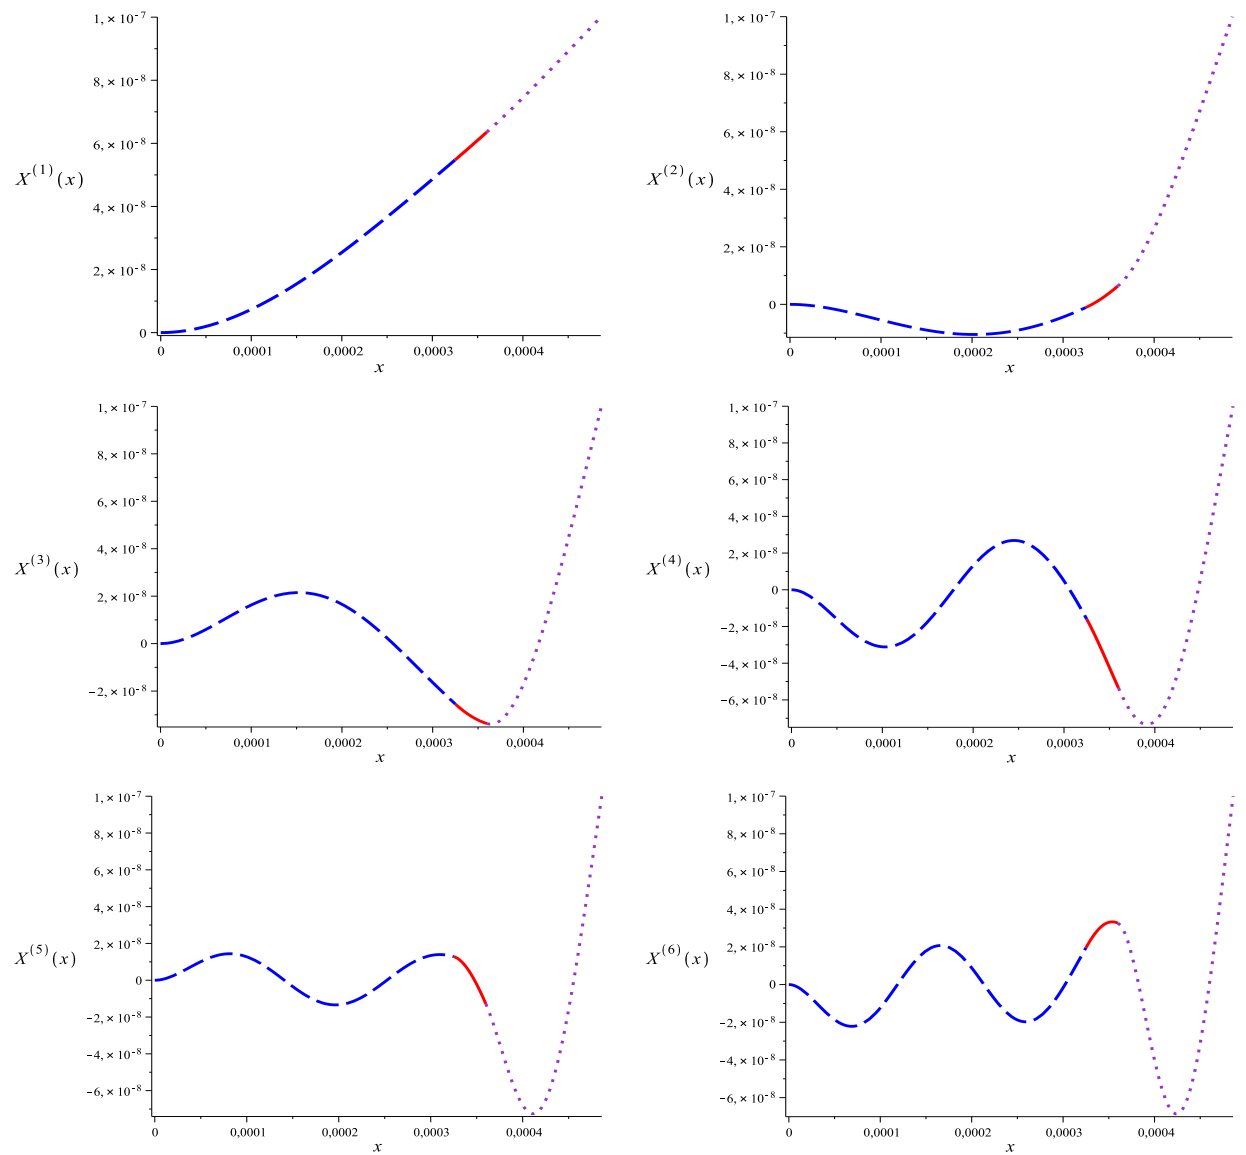 1, × 10^-7
8, × 10^-8
6, × 10^-8
X^(1)(x)
4, × 10^-8
2, × 10^-8
0
0 0,0001 0,0002 0,0003 0,0004
x
1, × 10^-7
8, × 10^-8
6, × 10^-8
X^(2)(x)
4, × 10^-8
2, × 10^-8
0
0 0,0001 0,0002 0,0003 0,0004
x
1, × 10^-7
8, × 10^-8
6, × 10^-8
4, × 10^-8
X^(3)(x)
2, × 10^-8
0
-2, × 10^-8
0 0,0001 0,0002 0,0003 0,0004
x
1, × 10^-7
8, × 10^-8
6, × 10^-8
4, × 10^-8
2, × 10^-8
X^(4)(x)
0
-2, × 10^-8
-4, × 10^-8
-6, × 10^-8
0 0,0001 0,0002 0,0003 0,0004
x
1, × 10^-7
8, × 10^-8
6, × 10^-8
4, × 10^-8
2, × 10^-8
X^(5)(x)
0
-2, × 10^-8
-4, × 10^-8
-6, × 10^-8
0 0,0001 0,0002 0,0003 0,0004
x
1, × 10^-7
8, × 10^-8
6, × 10^-8
4, × 10^-8
2, × 10^-8
X^(6)(x)
0
-2, × 10^-8
-4, × 10^-8
-6, × 10^-8
0 0,0001 0,0002 0,0003 0,0004
x